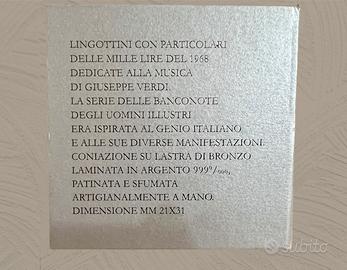 LINGOTTINI CON PARTICOLARI
DELLE MILLE LIRE DEL 1968
DEDICATE ALLA MUSICA
DI GIUSEPPE VERDI.
LA SERIE DELLE BANCONOTE
DEGLI UOMINI ILLUSTRI
ERA ISPIRATA AL GENIO ITALIANO
E ALLE SUE DIVERSE MANIFESTAZIONI.
CONIAZIONE SU LASTRA DI BRONZO
LAMINATA IN ARGENTO 999°/₀₀,
PATINATA E SFUMATA
ARTIGIANALMENTE A MANO.
DIMENSIONE MM 21X31
subito